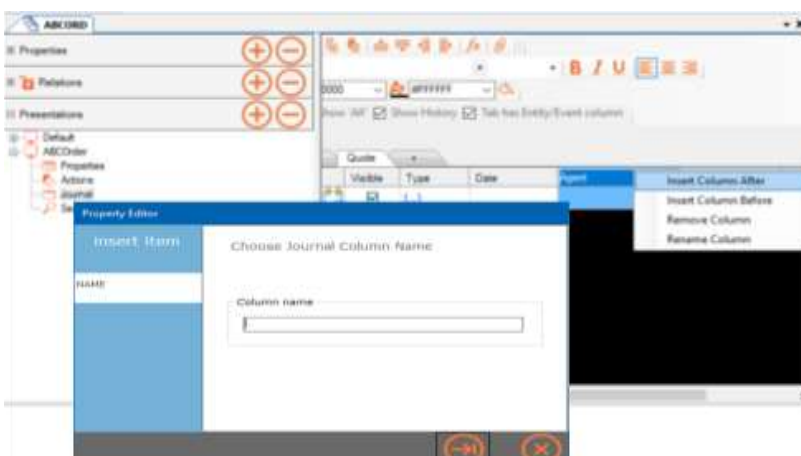 ABCORD
Properties
Relations
Presentations
Default
ABCOrder
Properties
Actions
Journal
B I U
#FFFFFF
Show History Tab has Entity/Event column
Quote +
Visible Type Date Agent
Insert Column After
Insert Column Before
Remove Column
Rename Column
Property Editor
Insert Item
Choose Journal Column Name
NAME
Column name